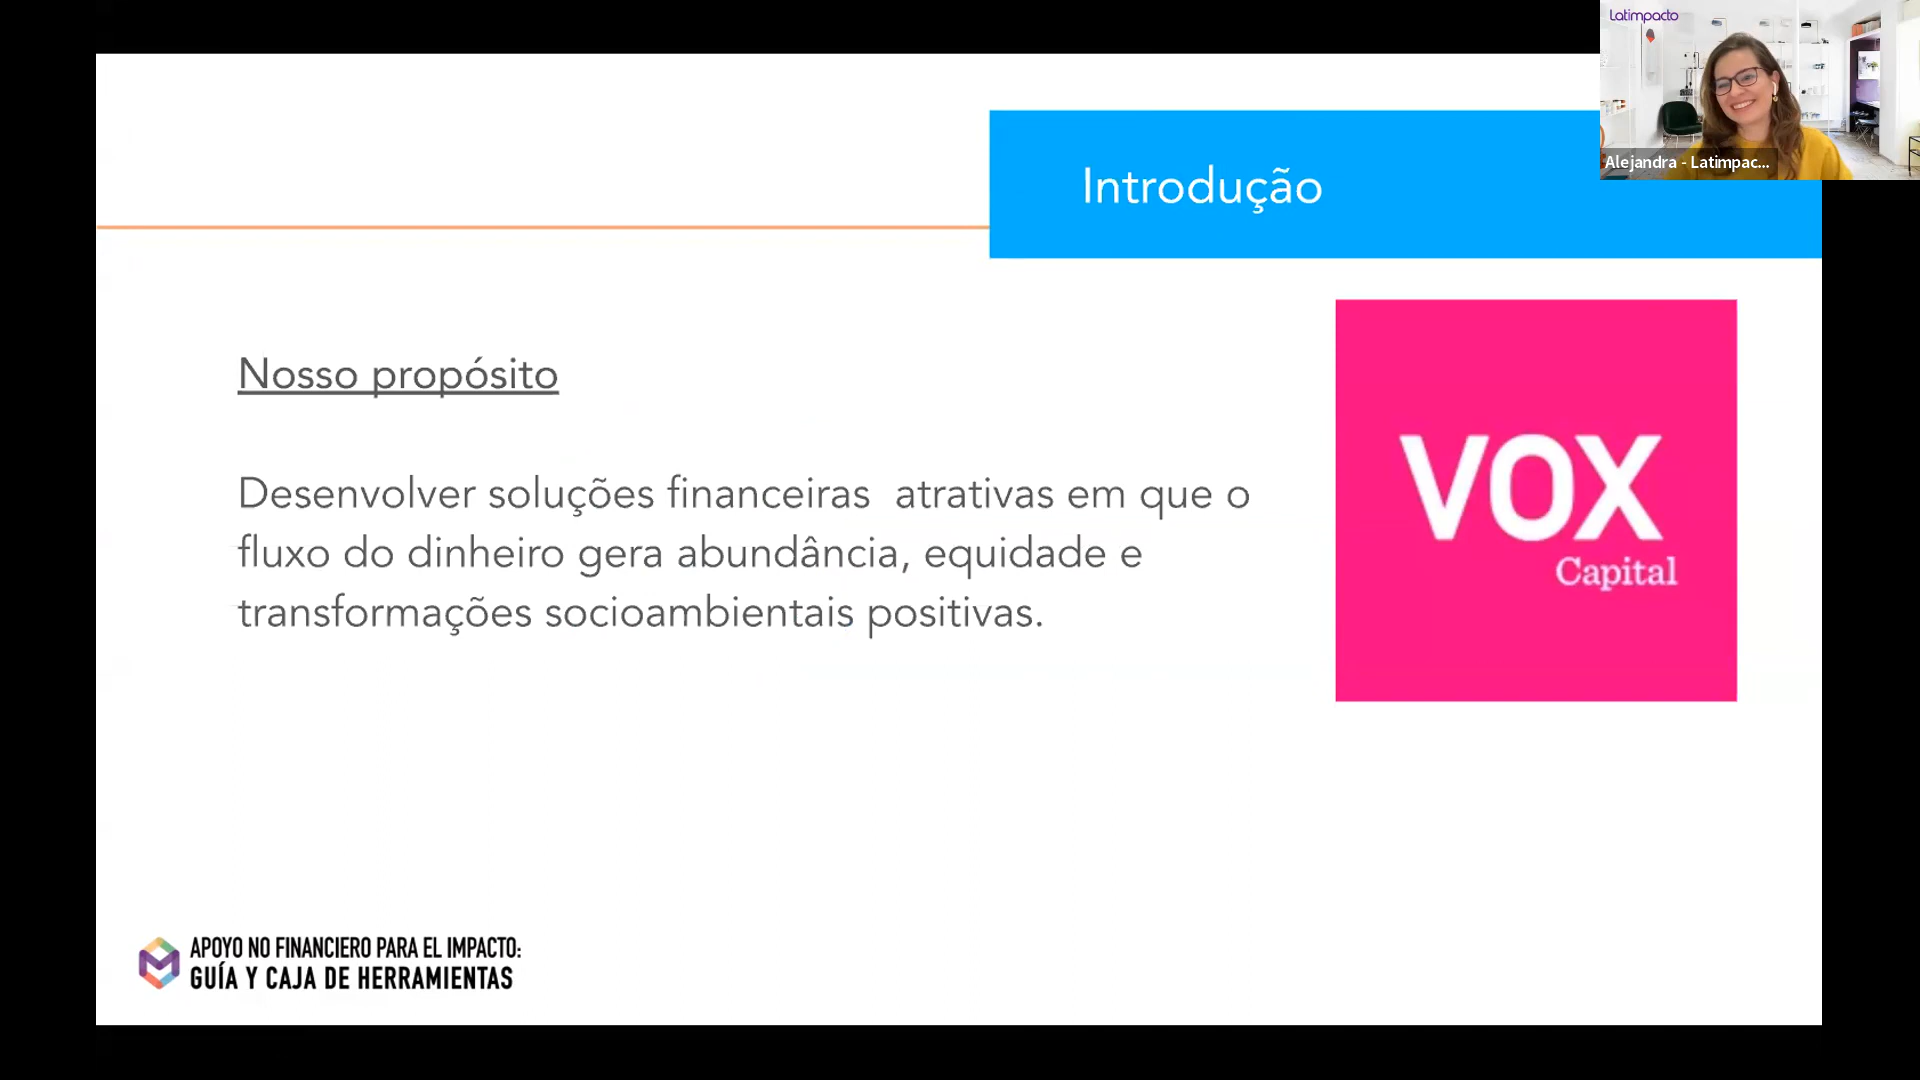 Latimpacto
Alejandra - Latimpac...
Introdução
Nosso propósito
Desenvolver soluções financeiras  atrativas em que o
fluxo do dinheiro gera abundância, equidade e
transformações socioambientais positivas.
VOX
Capital
APOYO NO FINANCIERO PARA EL IMPACTO:
GUÍA Y CAJA DE HERRAMIENTAS